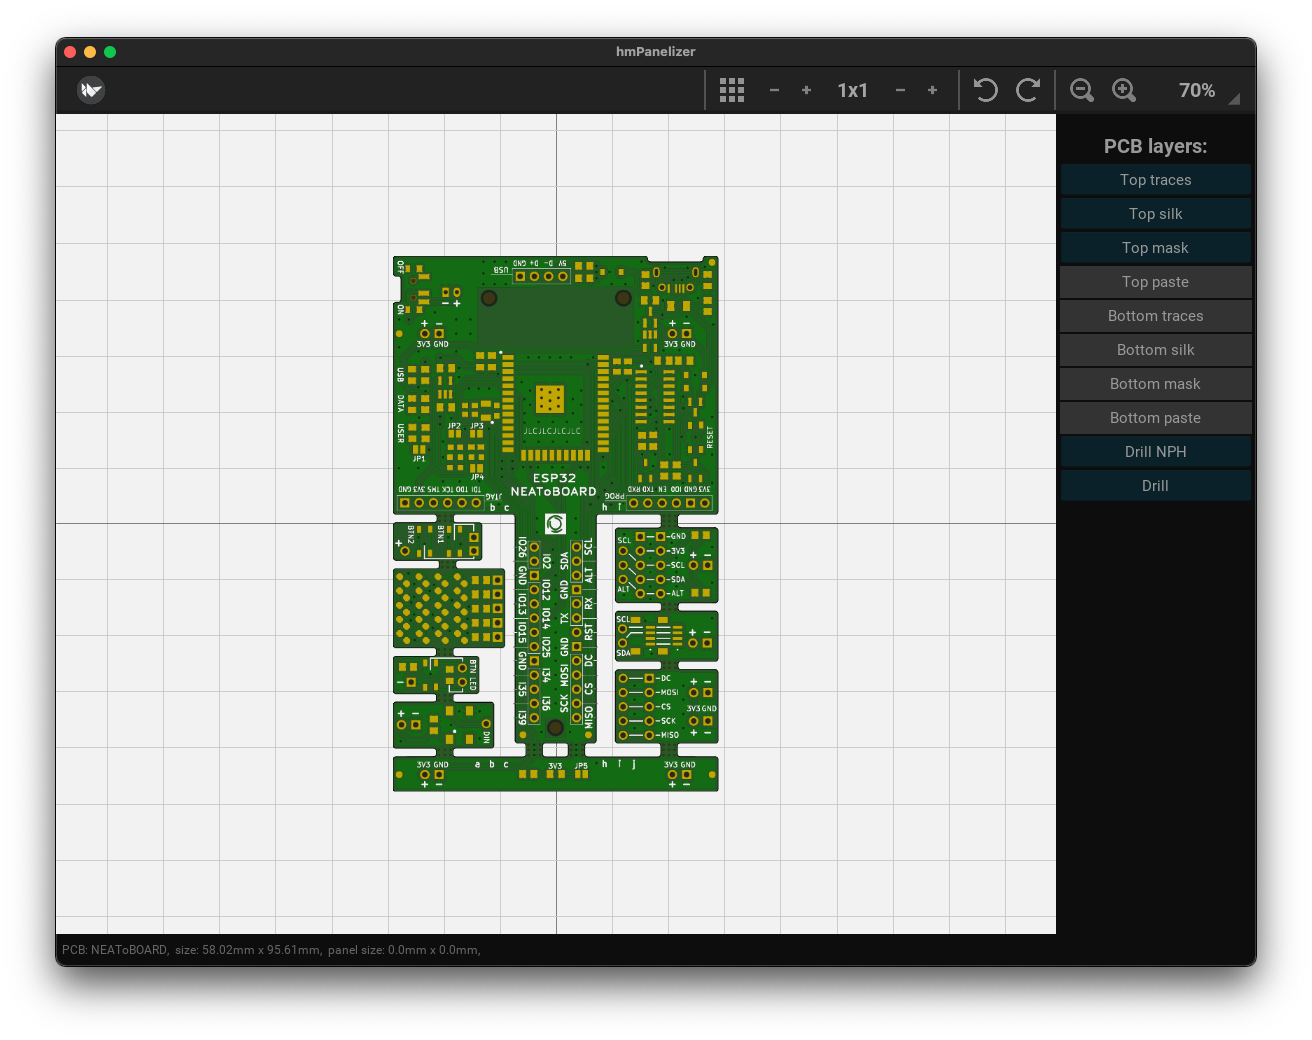 hmPanelizer
- + 1x1 - +
70%
PCB layers:
Top traces
Top silk
Top mask
Top paste
Bottom traces
Bottom silk
Bottom mask
Bottom paste
Drill NPH
Drill
OFF
ON
USB
GND D+ D- 5V
- +
+ -
3V3 GND
+ -
3V3 GND
USB
DATA
USER
JP2 JP3
JP1
JP4
JLCJLCJLCJLC
RESET
ESP32
NEAToBOARD
GND 3V3 TMS TCK TDO TDI
JTAG
b c
PROG
h i
RXD TXD EN IO0 GND 3V3
BTN2
BTN1
+
BTN LED
-
+ -
DIN
IO26
GND
IO13
IO15
GND
I35
I39
IO2
IO12
IO14
IO25
I34
I36
SDA
GND
TX
GND
MOSI
SCK
SCL
ALT
RX
RST
DC
CS
MISO
SCL
ALT
GND
3V3
SCL
SDA
ALT
+ -
SCL
SDA
+ -
DC
MOSI
CS
SCK
MISO
+ -
3V3 GND
+ -
3V3 GND
+ -
a b c
3V3 JP5
h i j
3V3 GND
+ -
PCB: NEAToBOARD, size: 58.02mm x 95.61mm, panel size: 0.0mm x 0.0mm,